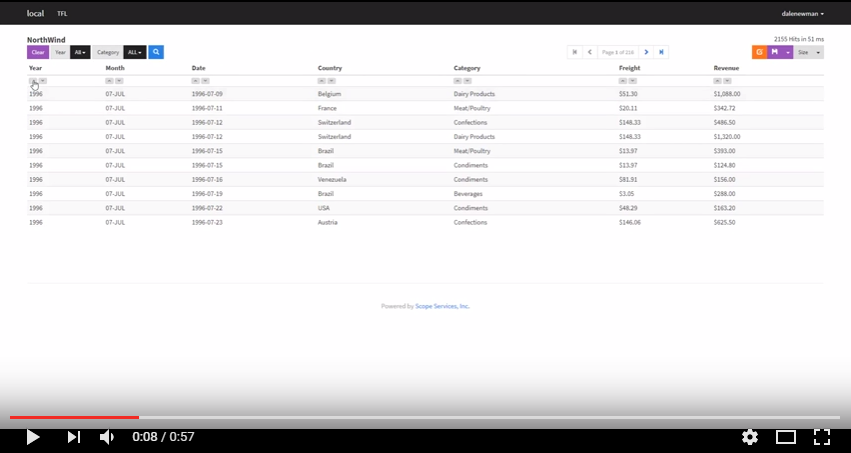 local TFL dalenewman
NorthWind 2155 Hits in 51 ms
Clear Year All Category ALL Page 1 of 216 Size
Year Month Date Country Category Freight Revenue
1996 07-JUL 1996-07-09 Belgium Dairy Products $51.30 $1,088.00
1996 07-JUL 1996-07-11 France Meat/Poultry $20.11 $342.72
1996 07-JUL 1996-07-12 Switzerland Confections $148.33 $486.50
1996 07-JUL 1996-07-12 Switzerland Dairy Products $148.33 $1,320.00
1996 07-JUL 1996-07-15 Brazil Meat/Poultry $13.97 $393.00
1996 07-JUL 1996-07-15 Brazil Condiments $13.97 $124.80
1996 07-JUL 1996-07-16 Venezuela Condiments $81.91 $156.00
1996 07-JUL 1996-07-19 Brazil Beverages $3.05 $288.00
1996 07-JUL 1996-07-22 USA Condiments $48.29 $163.20
1996 07-JUL 1996-07-23 Austria Confections $146.06 $625.50
Powered by Scope Services, Inc.
0:08 / 0:57